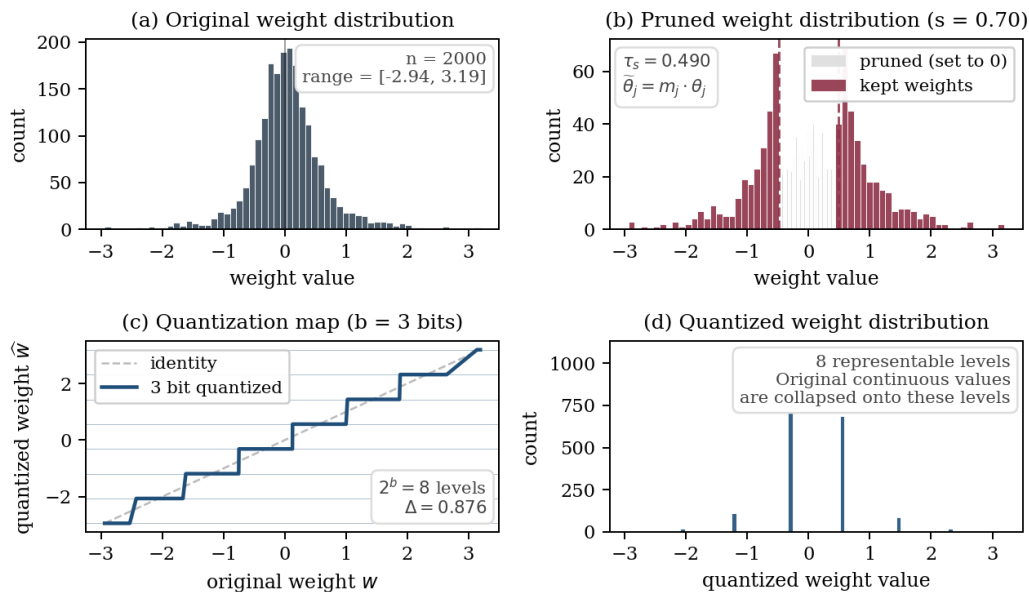 (a) Original weight distribution
200
150
100
50
0
count
n = 2000
range = [-2.94, 3.19]
−3 −2 −1 0 1 2 3
weight value
(b) Pruned weight distribution (s = 0.70)
60
40
20
0
count
τₛ = 0.490
θ̃ⱼ = mⱼ · θⱼ
pruned (set to 0)
kept weights
−3 −2 −1 0 1 2 3
weight value
(c) Quantization map (b = 3 bits)
2
0
−2
quantized weight ŵ
identity
3 bit quantized
2ᵇ = 8 levels
Δ = 0.876
−3 −2 −1 0 1 2 3
original weight w
(d) Quantized weight distribution
1000
750
500
250
0
count
8 representable levels
Original continuous values
are collapsed onto these levels
−3 −2 −1 0 1 2 3
quantized weight value